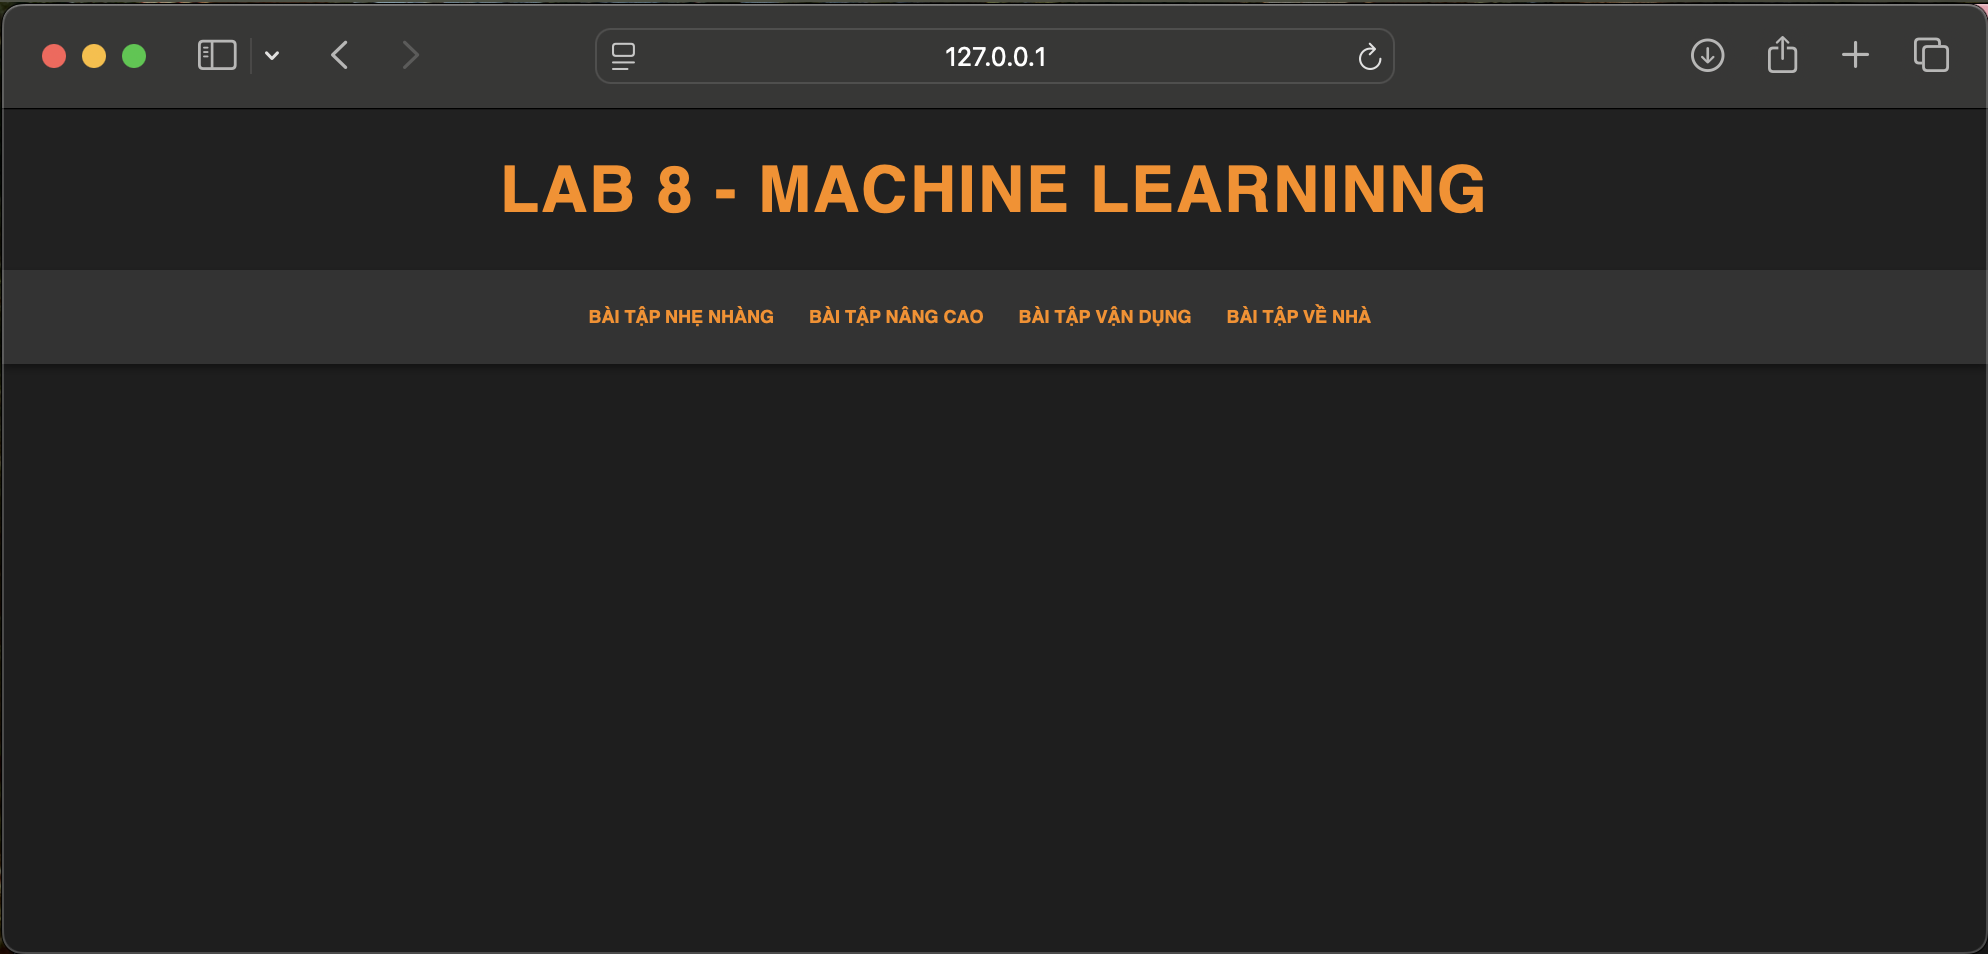 127.0.0.1
LAB 8 - MACHINE LEARNINNG
BÀI TẬP NHẸ NHÀNG BÀI TẬP NÂNG CAO BÀI TẬP VẬN DỤNG BÀI TẬP VỀ NHÀ